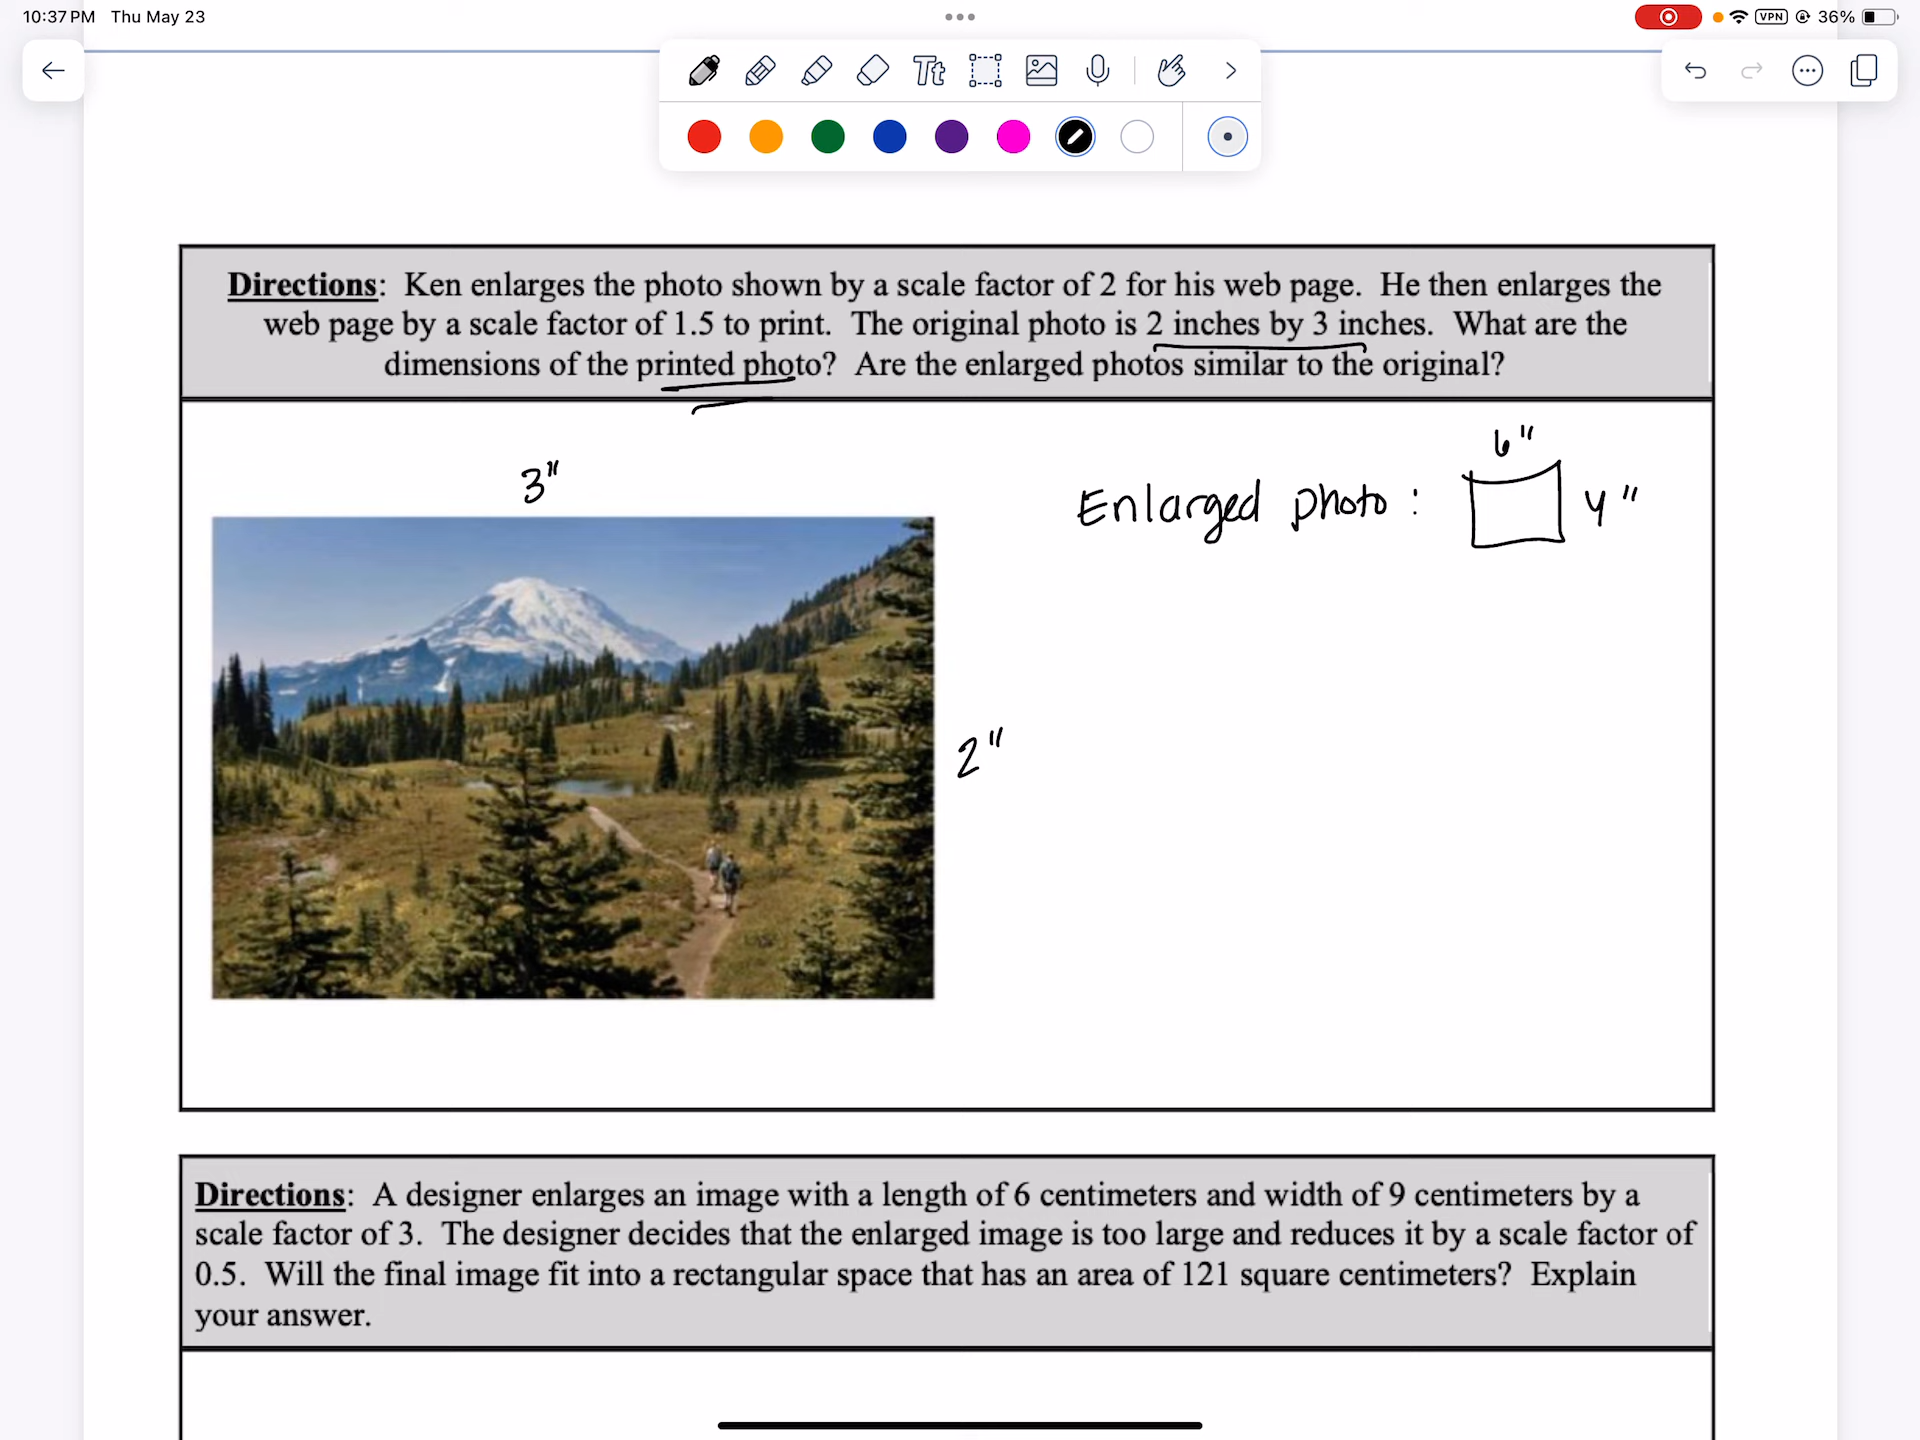 10:37 PM Thu May 23
VPN 36%
Tt
Directions: Ken enlarges the photo shown by a scale factor of 2 for his web page. He then enlarges the
web page by a scale factor of 1.5 to print. The original photo is 2 inches by 3 inches. What are the
dimensions of the printed photo? Are the enlarged photos similar to the original?
3"
6"
Enlarged photo : 4"
2"
Directions: A designer enlarges an image with a length of 6 centimeters and width of 9 centimeters by a
scale factor of 3. The designer decides that the enlarged image is too large and reduces it by a scale factor of
0.5. Will the final image fit into a rectangular space that has an area of 121 square centimeters? Explain
your answer.